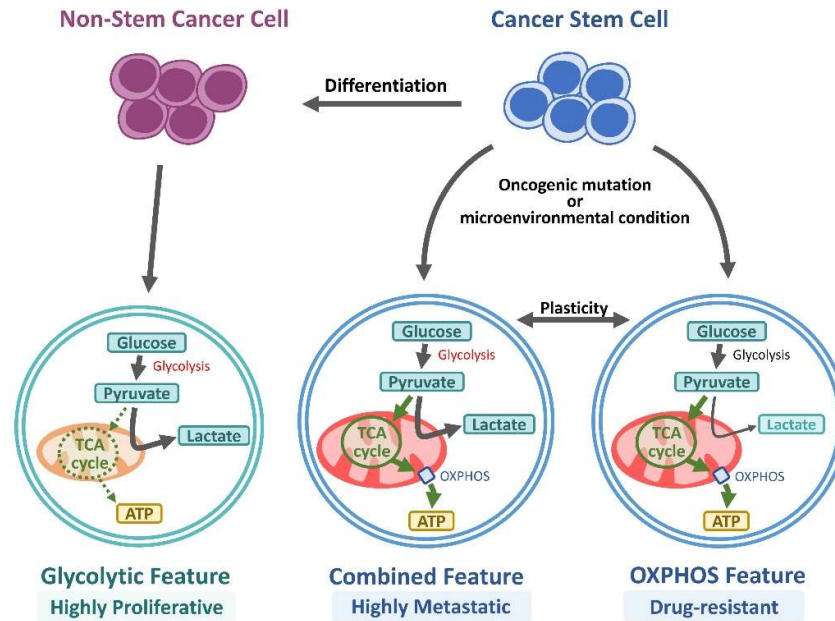 Non-Stem Cancer Cell
Cancer Stem Cell
Differentiation
Oncogenic mutation
or
microenvironmental condition
Plasticity
Glucose
Glycolysis
Pyruvate
TCA
cycle
Lactate
ATP
Glucose
Glycolysis
Pyruvate
TCA
cycle
Lactate
OXPHOS
ATP
Glucose
Glycolysis
Pyruvate
TCA
cycle
Lactate
OXPHOS
ATP
Glycolytic Feature
Highly Proliferative
Combined Feature
Highly Metastatic
OXPHOS Feature
Drug-resistant